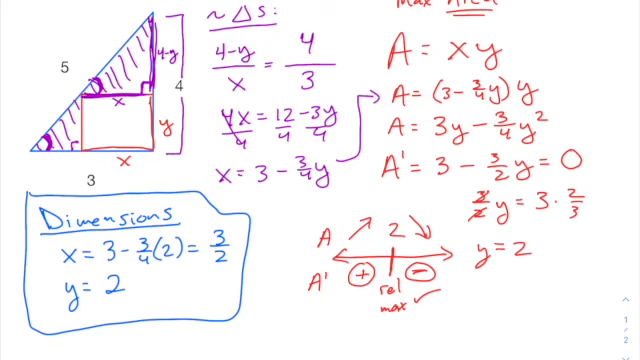 ~ Δs:
(4-y)/x = 4/3
4x/4 = 12/4 - 3y/4
x = 3 - 3/4 y
5
4-y
4
x
y
x
3
Max Area
A = xy
A = (3 - 3/4 y) y
A = 3y - 3/4 y²
A' = 3 - 3/2 y = 0
3/2 y = 3 · 2/3
y = 2
A 2
A' + −
rel
max ✓
Dimensions
x = 3 - 3/4 (2) = 3/2
y = 2
1
2